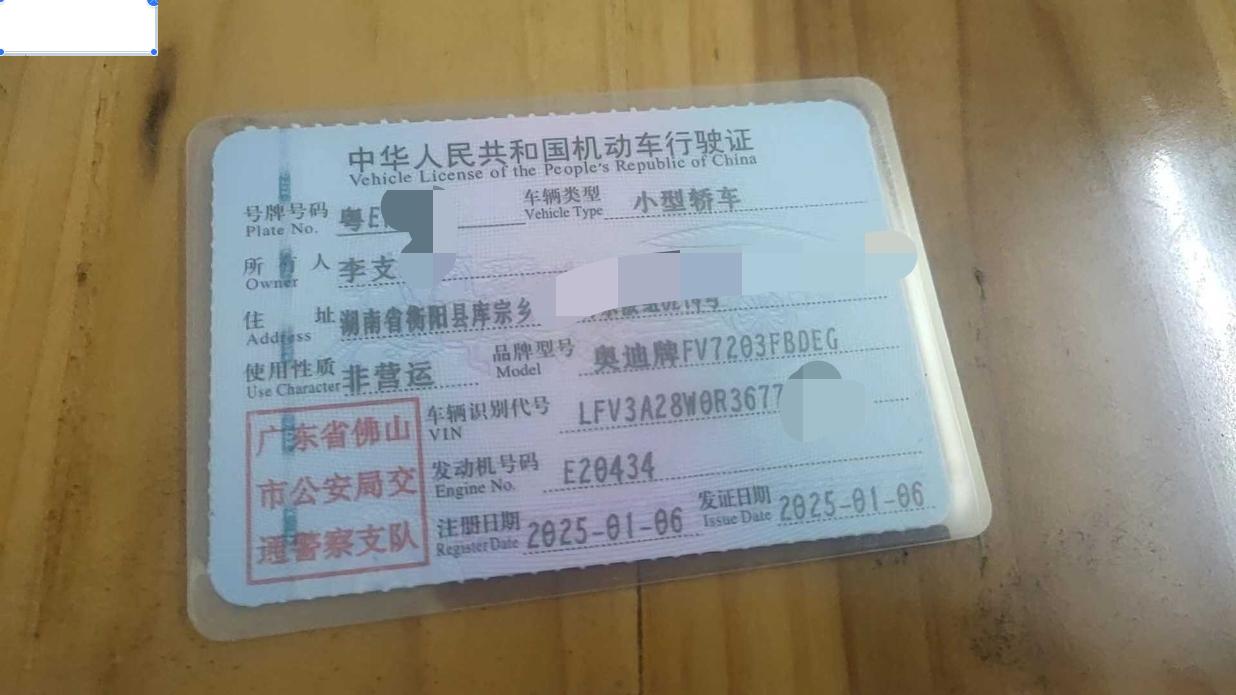 中华人民共和国机动车行驶证
Vehicle License of the People's Republic of China
号牌号码 粤E 车辆类型 小型轿车
Plate No. Vehicle Type
所有人 李支
Owner
住址 湖南省衡阳县库宗乡
Address
使用性质 非营运 品牌型号 奥迪牌FV7203FBDEG
Use Character Model
车辆识别代号 LFV3A28W0R3677
VIN
发动机号码 E20434
Engine No.
注册日期 2025-01-06 发证日期 2025-01-06
Register Date Issue Date
广东省佛山
市公安局交
通警察支队